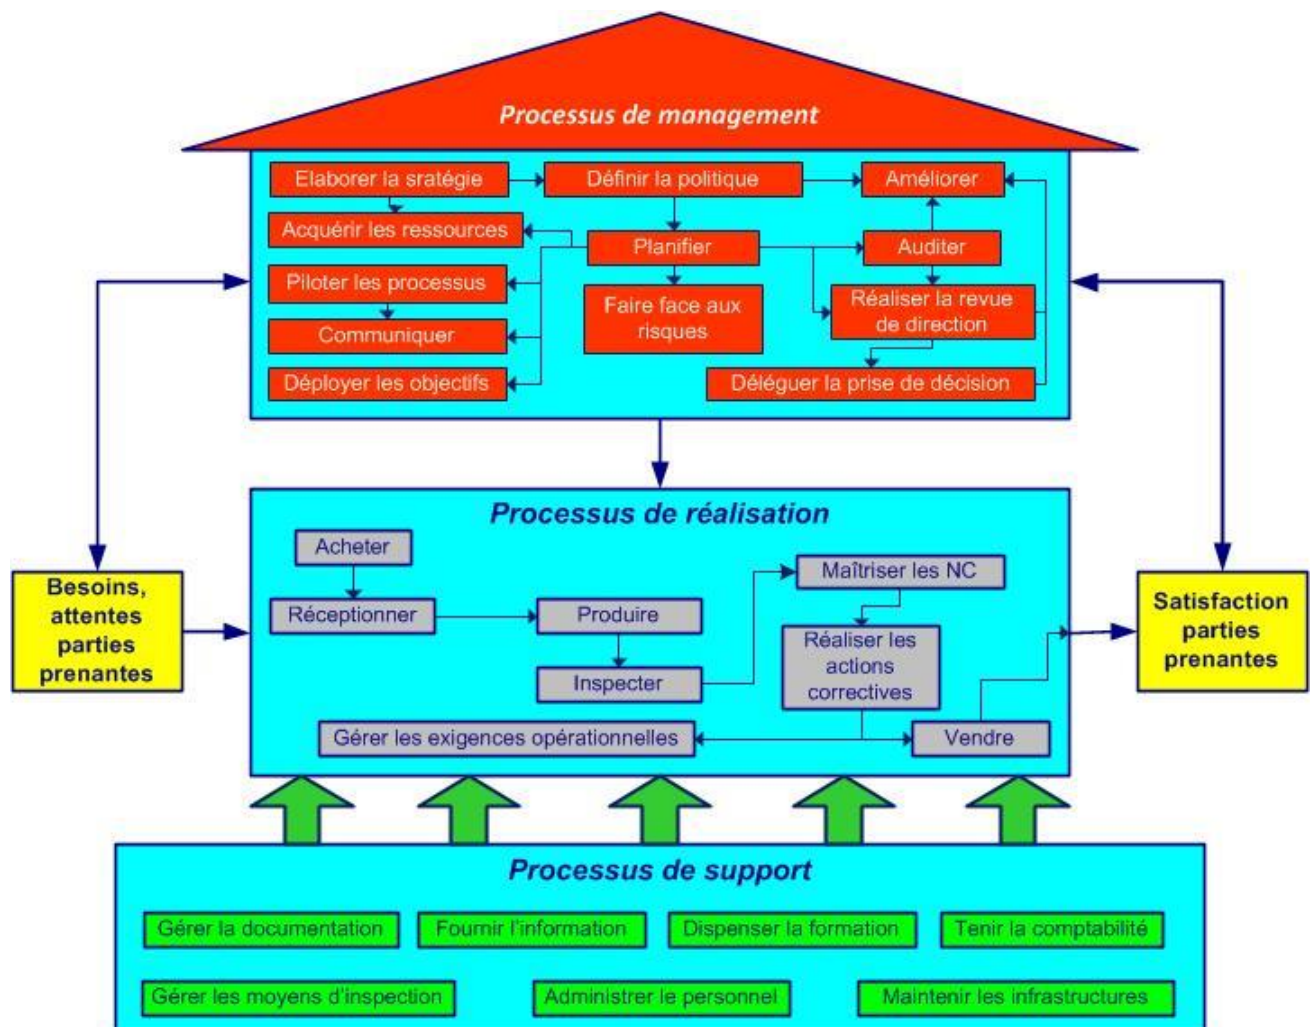 Processus de management
Elaborer la sratégie
Définir la politique
Améliorer
Acquérir les ressources
Planifier
Auditer
Piloter les processus
Faire face aux
risques
Réaliser la revue
de direction
Communiquer
Déployer les objectifs
Déléguer la prise de décision
Processus de réalisation
Besoins,
attentes
parties
prenantes
Acheter
Réceptionner
Produire
Inspecter
Maîtriser les NC
Réaliser les
actions
correctives
Gérer les exigences opérationnelles
Vendre
Satisfaction
parties
prenantes
Processus de support
Gérer la documentation
Fournir l'information
Dispenser la formation
Tenir la comptabilité
Gérer les moyens d'inspection
Administrer le personnel
Maintenir les infrastructures